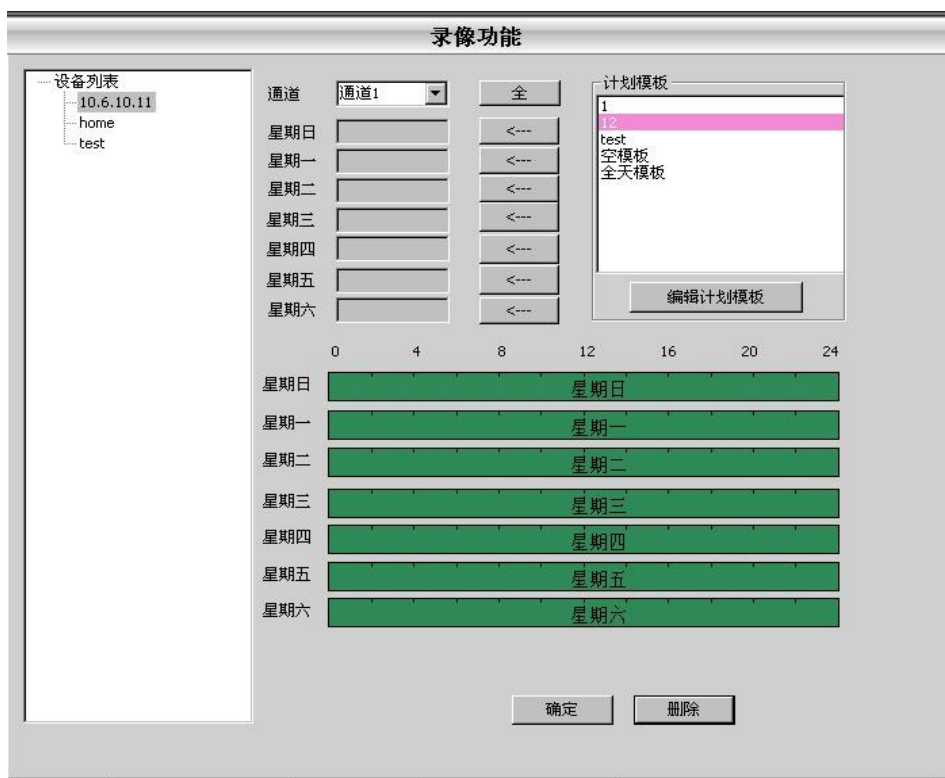 录像功能
设备列表
10.6.10.11
home
test
通道 通道1 全
星期日 <---
星期一 <---
星期二 <---
星期三 <---
星期四 <---
星期五 <---
星期六 <---
计划模板
1
12
test
空模板
全天模板
编辑计划模板
0 4 8 12 16 20 24
星期日 星期日
星期一 星期一
星期二 星期二
星期三 星期三
星期四 星期四
星期五 星期五
星期六 星期六
确定 删除